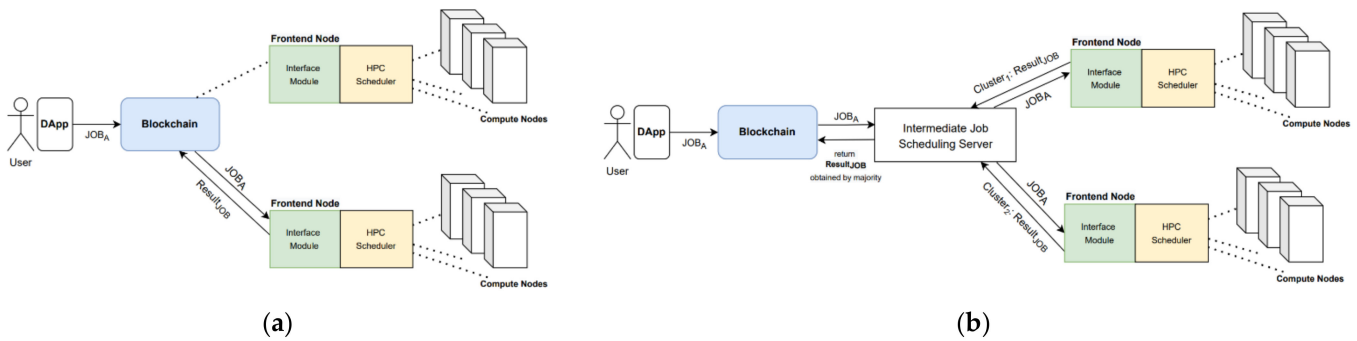 Frontend Node
Interface
Module
HPC
Scheduler
Compute Nodes
DApp
JOBA
Blockchain
User
JOBA
ResultJOB
Frontend Node
Interface
Module
HPC
Scheduler
Compute Nodes
(a)
Frontend Node
Interface
Module
HPC
Scheduler
Compute Nodes
Cluster1: ResultJOB
JOBA
DApp
JOBA
Blockchain
User
JOBA
return
ResultJOB
obtained by majority
Intermediate Job
Scheduling Server
JOBA
Cluster2: ResultJOB
Frontend Node
Interface
Module
HPC
Scheduler
Compute Nodes
(b)